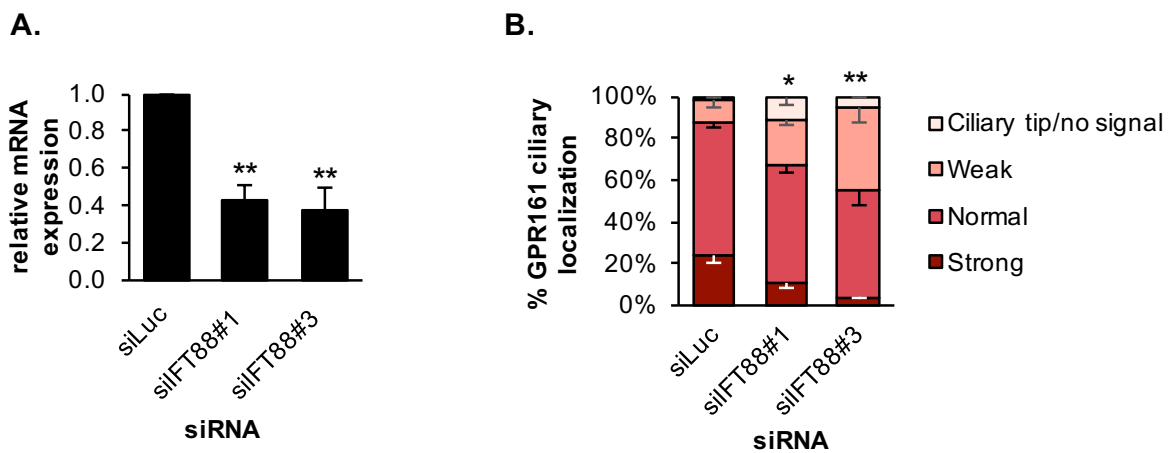 A.
relative mRNA
expression
1.0
0.8
0.6
0.4
0.2
0.0
**
**
siLuc
siIFT88#1
siIFT88#3
siRNA
B.
% GPR161 ciliary
localization
100%
80%
60%
40%
20%
0%
*
**
siLuc
siIFT88#1
siIFT88#3
siRNA
Ciliary tip/no signal
Weak
Normal
Strong